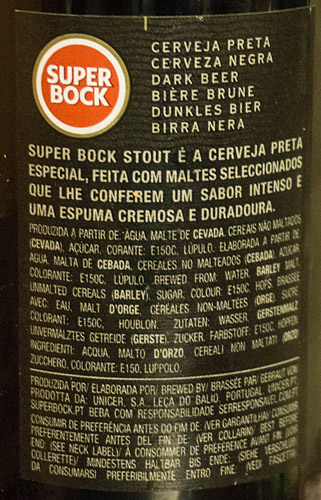 SUPER
BOCK
CERVEJA PRETA
CERVEZA NEGRA
DARK BEER
BIÈRE BRUNE
DUNKLES BIER
BIRRA NERA
SUPER BOCK STOUT É A CERVEJA PRETA
ESPECIAL, FEITA COM MALTES SELECCIONADOS
QUE LHE CONFEREM UM SABOR INTENSO E
UMA ESPUMA CREMOSA E DURADOURA.
PRODUZIDA A PARTIR DE: ÁGUA, MALTE DE CEVADA, CEREAIS NÃO MALTADOS
(CEVADA), AÇÚCAR, CORANTE: E150C, LÚPULO. ELABORADA A PARTIR DE:
AGUA, MALTA DE CEBADA, CEREALES NO MALTEADOS (CEBADA), AZÚCAR,
COLORANTE: E150C, LÚPULO. BREWED FROM: WATER, BARLEY MALT,
UNMALTED CEREALS (BARLEY), SUGAR, COLOUR: E150C, HOPS. BRASSÉE
AVEC: EAU, MALT D'ORGE, CÉRÉALES NON-MALTÉES (ORGE), SUCRE,
COLORANT: E150C, HOUBLON. ZUTATEN: WASSER, GERSTENMALZ,
UNVERMÄLZTES GETREIDE (GERSTE), ZUCKER, FARBSTOFF: E150C, HOPFEN.
INGREDIENTI: ACQUA, MALTO D'ORZO, CEREALI NON MALTATI (ORZO),
ZUCCHERO, COLORANTE: E150, LUPPOLO.
PRODUZIDA POR/ ELABORADA POR/ BREWED BY/ BRASSÉE PAR/ GEBRAUT VON/
PRODOTTA DA: UNICER, S.A., LEÇA DO BALIO, PORTUGAL. UNICER.PT
SUPERBOCK.PT BEBA COM RESPONSABILIDADE SERRESPONSAVEL.COM.PT
CONSUMIR DE PREFERÊNCIA ANTES DO FIM DE: (VER GARGANTILHA)/ CONSUMIR
PREFERENTEMENTE ANTES DEL FIN DE: (VER COLLARÍN)/ BEST BEFORE
END: (SEE NECK LABEL)/ À CONSOMMER DE PRÉFÉRENCE AVANT FIN: (VOIR
COLLERETTE)/ MINDESTENS HALTBAR BIS ENDE: (SIEHE VERSCHLUSS)/
DA CONSUMARSI PREFERIBILMENTE ENTRO FINE: (VEDI